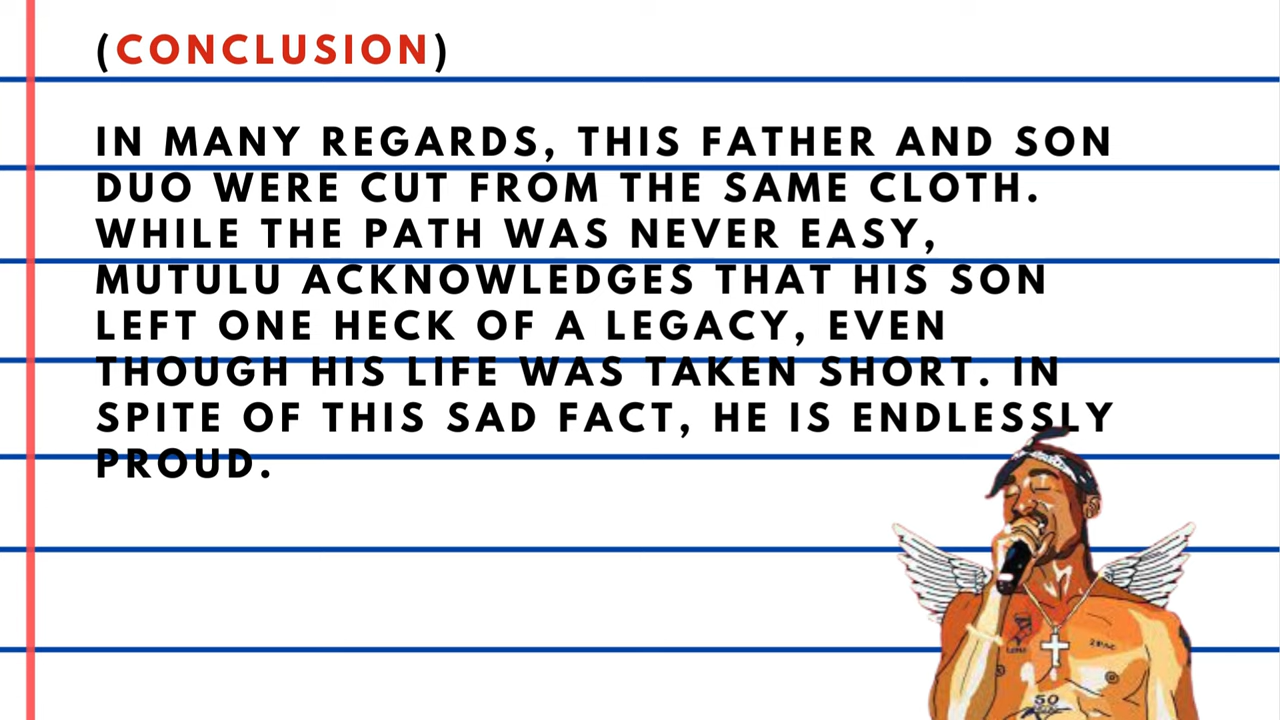 (CONCLUSION)
IN MANY REGARDS, THIS FATHER AND SON
DUO WERE CUT FROM THE SAME CLOTH.
WHILE THE PATH WAS NEVER EASY,
MUTULU ACKNOWLEDGES THAT HIS SON
LEFT ONE HECK OF A LEGACY, EVEN
THOUGH HIS LIFE WAS TAKEN SHORT. IN
SPITE OF THIS SAD FACT, HE IS ENDLESSLY
PROUD.
2PAC
50